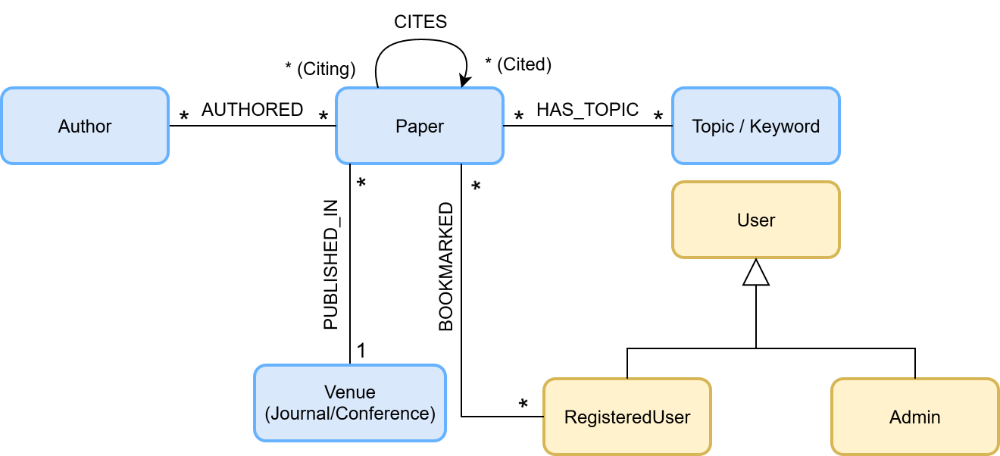 CITES
* (Citing)
* (Cited)
Author
* AUTHORED *
Paper
* HAS_TOPIC *
Topic / Keyword
*
PUBLISHED_IN
1
*
BOOKMARKED
*
User
Venue
(Journal/Conference)
RegisteredUser
Admin